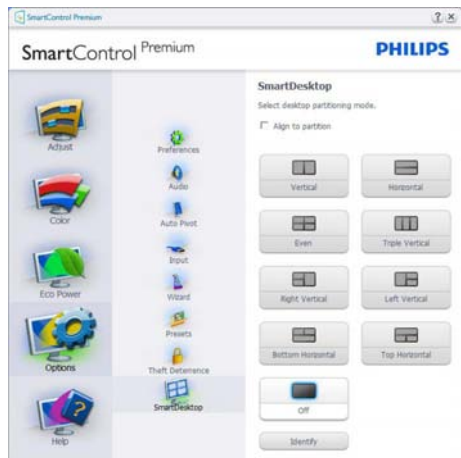 SmartControl Premium
SmartControl Premium
PHILIPS
Adjust
Color
Eco Power
Options
Help
Preferences
Audio
Auto Pivot
Input
Wizard
Presets
Theft Deterrence
SmartDesktop
SmartDesktop
Select desktop partitioning mode.
Align to partition
Vertical
Horizontal
Even
Triple Vertical
Right Vertical
Left Vertical
Bottom Horizontal
Top Horizontal
Off
Identify